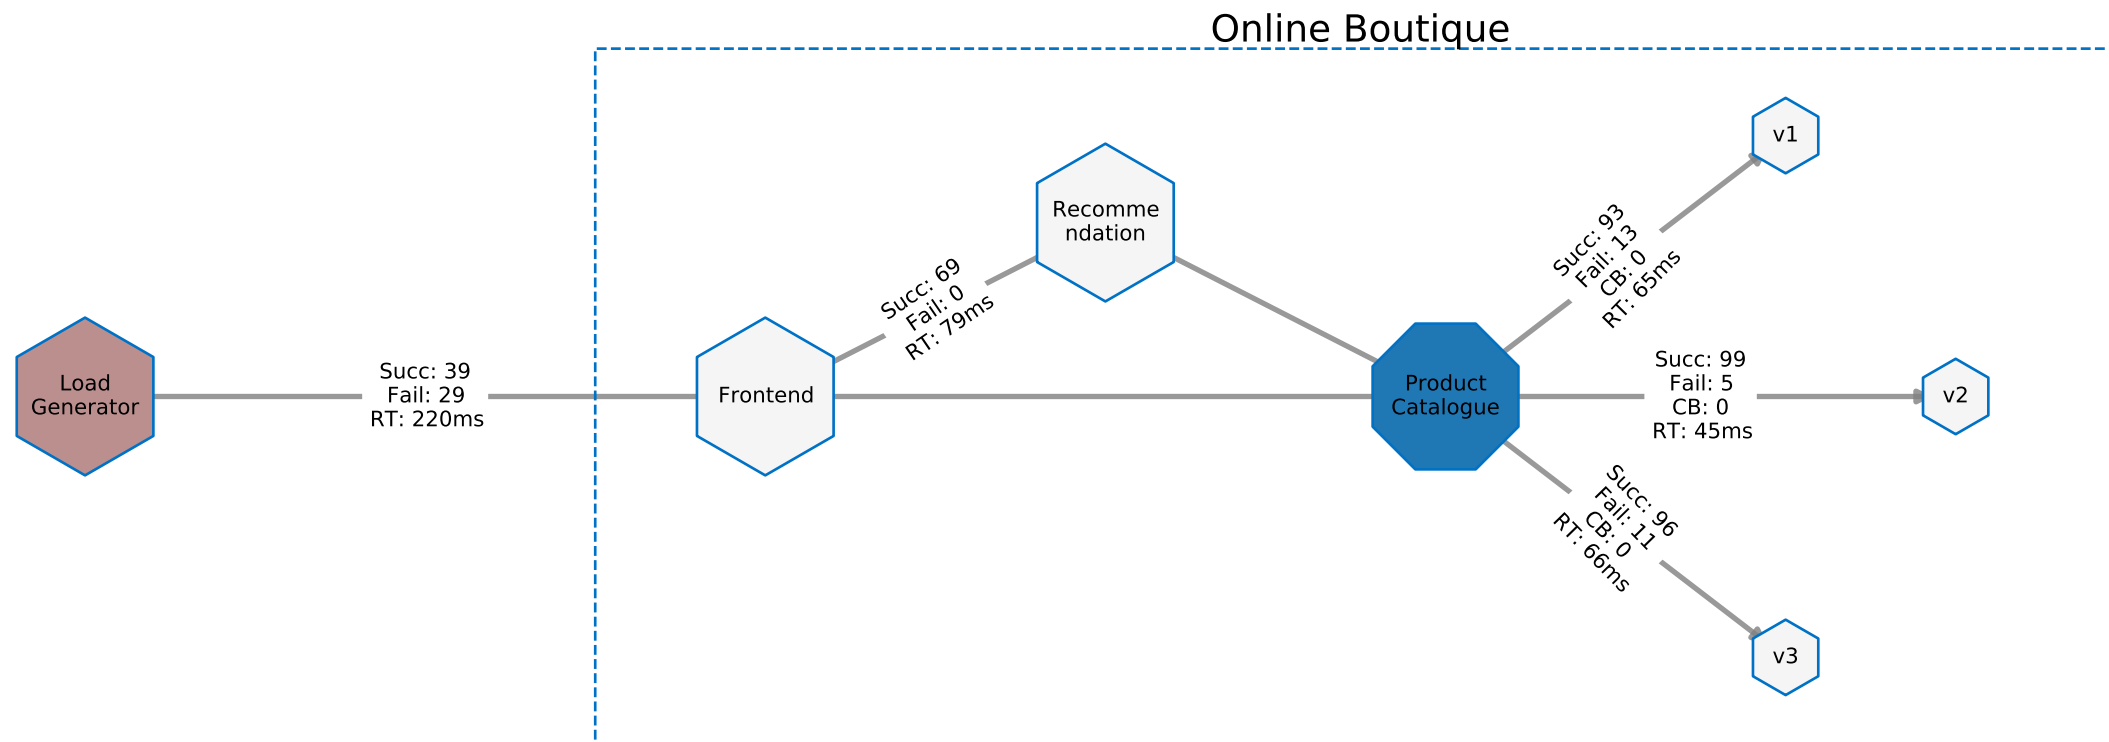 Online Boutique
Load
Generator
Succ: 39
Fail: 29
RT: 220ms
Frontend
Succ: 69
Fail: 0
RT: 79ms
Recomme
ndation
Product
Catalogue
Succ: 93
Fail: 13
CB: 0
RT: 65ms
v1
Succ: 99
Fail: 5
CB: 0
RT: 45ms
v2
Succ: 96
Fail: 11
CB: 0
RT: 66ms
v3